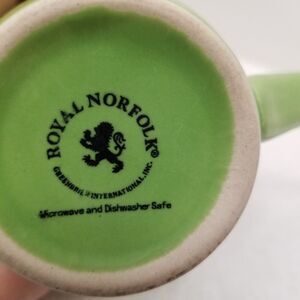 ROYAL NORFOLK®
GREENBRIER INTERNATIONAL, INC.
Microwave and Dishwasher Safe